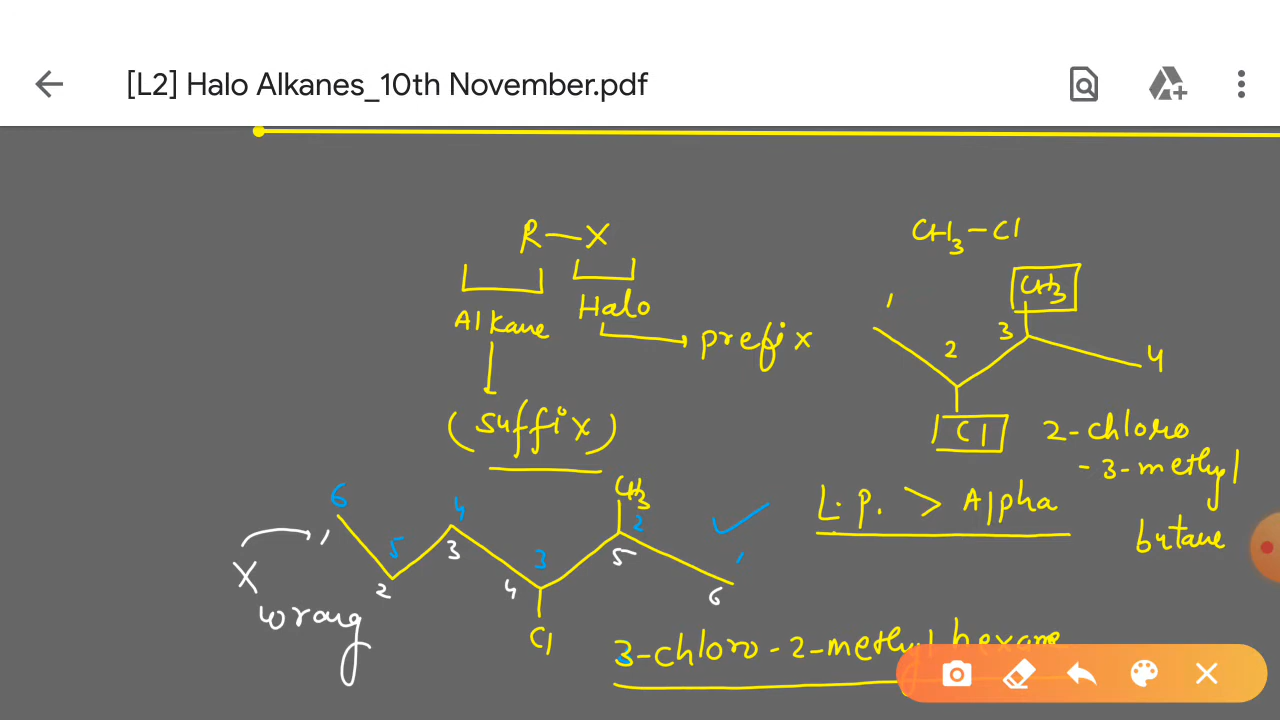 [L2] Halo Alkanes_10th November.pdf
R—X
Alkane
Halo
prefix
(suffix)
CH3-Cl
CH3
1
2
3
4
Cl
2-chloro
-3-methyl
butane
L.P. > Alpha
6
5
4
3
2
1
CH3
1
2
3
4
5
6
Cl
X
wrong
3-chloro-2-methyl hexane